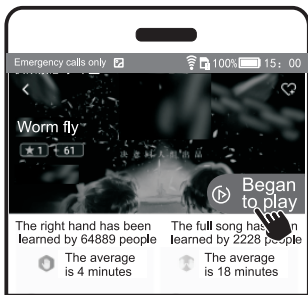 Emergency calls only 100% 15: 00
Worm fly
★1 61
Began
to play
The right hand has been
learned by 64889 people
The full song has
learned by 2228 people
The average
is 4 minutes
The average
is 18 minutes